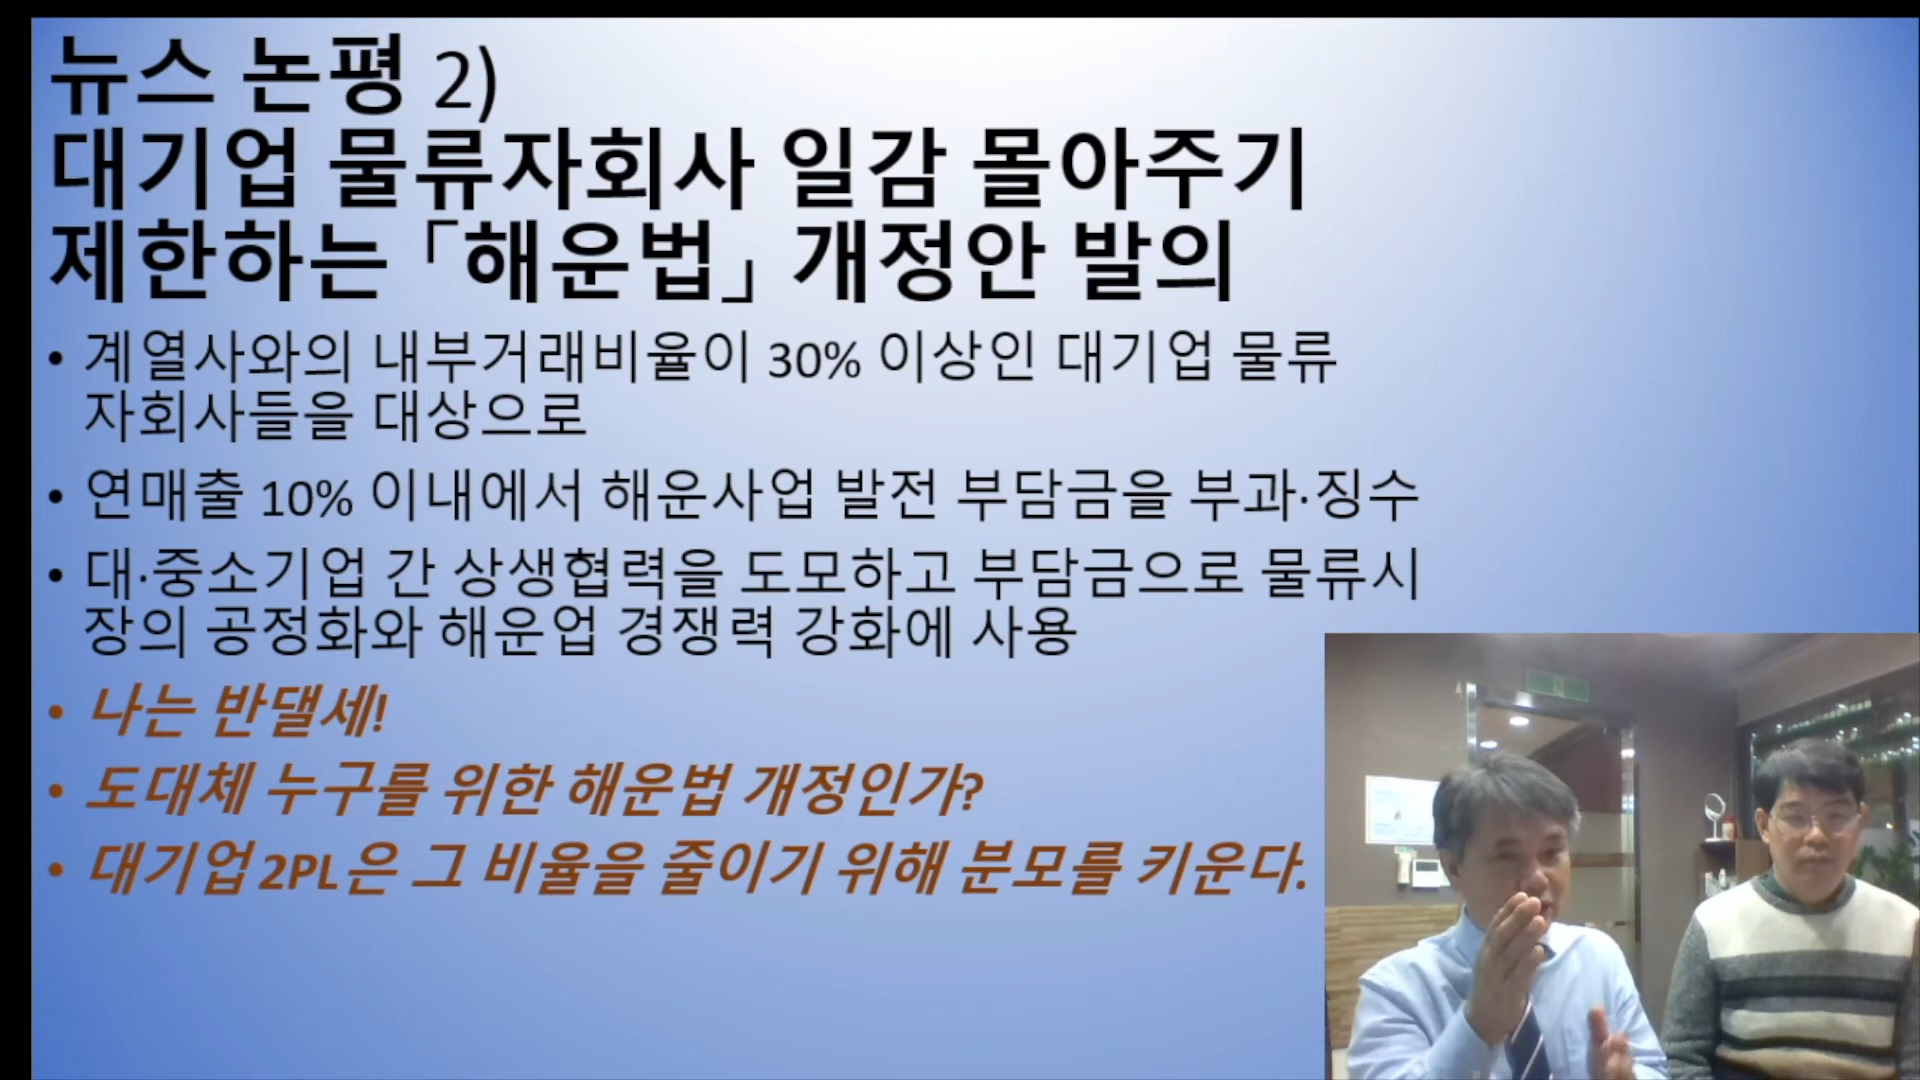 뉴스 논평 2)
대기업 물류자회사 일감 몰아주기
제한하는 「해운법」 개정안 발의
• 계열사와의 내부거래비율이 30% 이상인 대기업 물류
자회사들을 대상으로
• 연매출 10% 이내에서 해운사업 발전 부담금을 부과·징수
• 대·중소기업 간 상생협력을 도모하고 부담금으로 물류시
장의 공정화와 해운업 경쟁력 강화에 사용
• 나는 반댈세!
• 도대체 누구를 위한 해운법 개정인가?
• 대기업 2PL은 그 비율을 줄이기 위해 분모를 키운다.